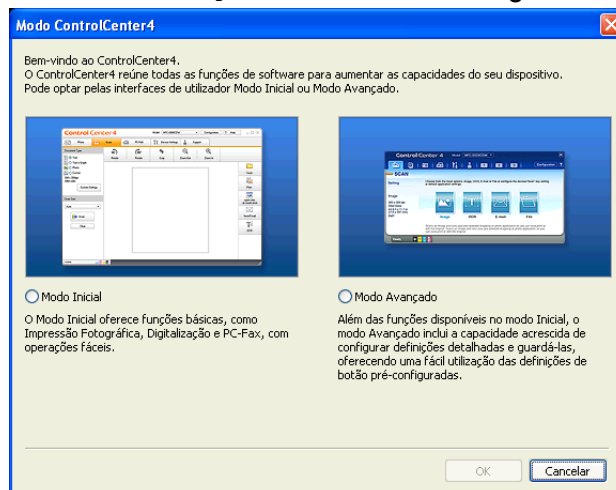 Modo ControlCenter4
Bem-vindo ao ControlCenter4.
O ControlCenter4 reúne todas as funções de software para aumentar as capacidades do seu dispositivo.
Pode optar pelas interfaces de utilizador Modo Inicial ou Modo Avançado.
Control Center 4
ControlCenter 4
SCAN
Modo Inicial
O Modo Inicial oferece funções básicas, como
Impressão Fotográfica, Digitalização e PC-Fax, com
operações fáceis.
Modo Avançado
Além das funções disponíveis no modo Inicial, o
modo Avançado inclui a capacidade acrescida de
configurar definições detalhadas e guardá-las,
oferecendo uma fácil utilização das definições de
botão pré-configuradas.
OK
Cancelar